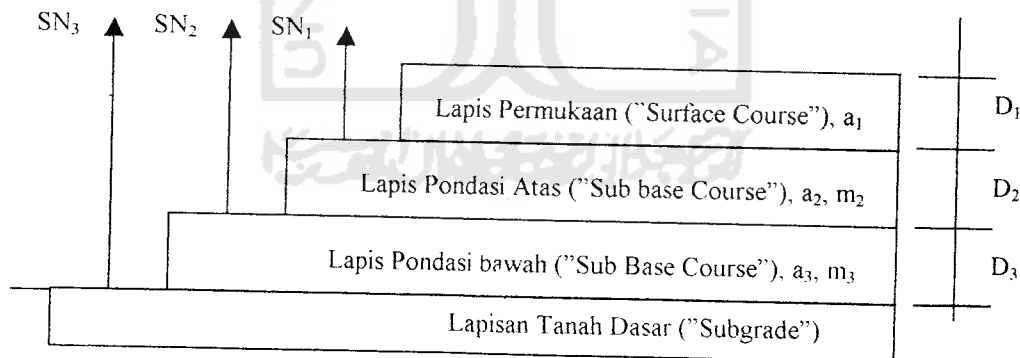 SN₃ SN₂ SN₁
Lapis Permukaan ("Surface Course"), a₁ D₁
Lapis Pondasi Atas ("Sub base Course"), a₂, m₂ D₂
Lapis Pondasi bawah ("Sub Base Course"), a₃, m₃ D₃
Lapisan Tanah Dasar ("Subgrade")